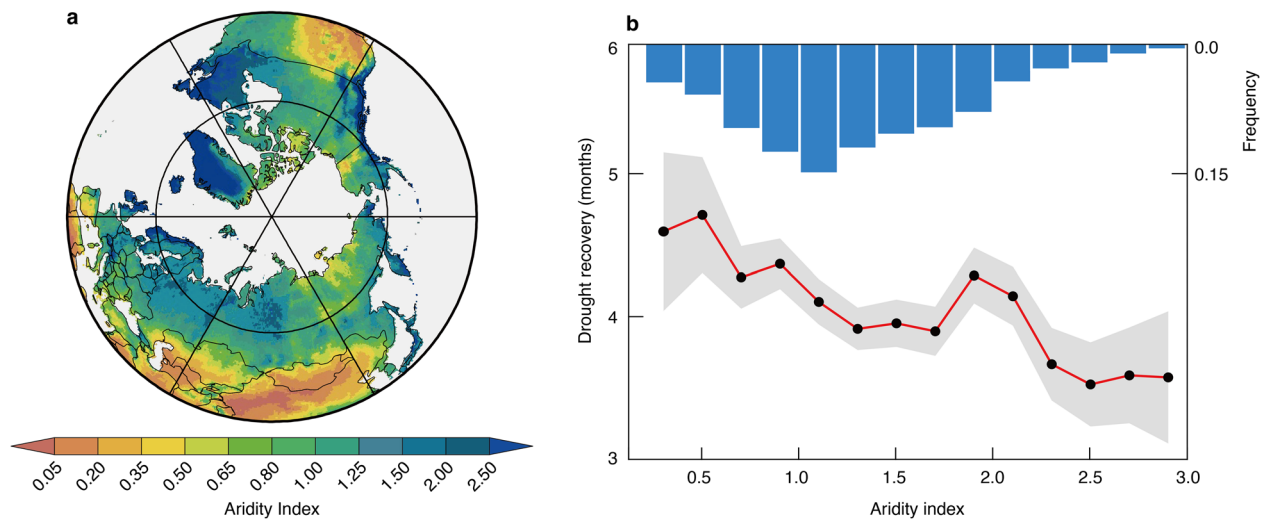 a
0.05 0.20 0.35 0.50 0.65 0.80 1.00 1.25 1.50 2.00 2.50
Aridity Index
b
6
5
4
3
Drought recovery (months)
0.5 1.0 1.5 2.0 2.5 3.0
Aridity index
0.0
0.15
Frequency